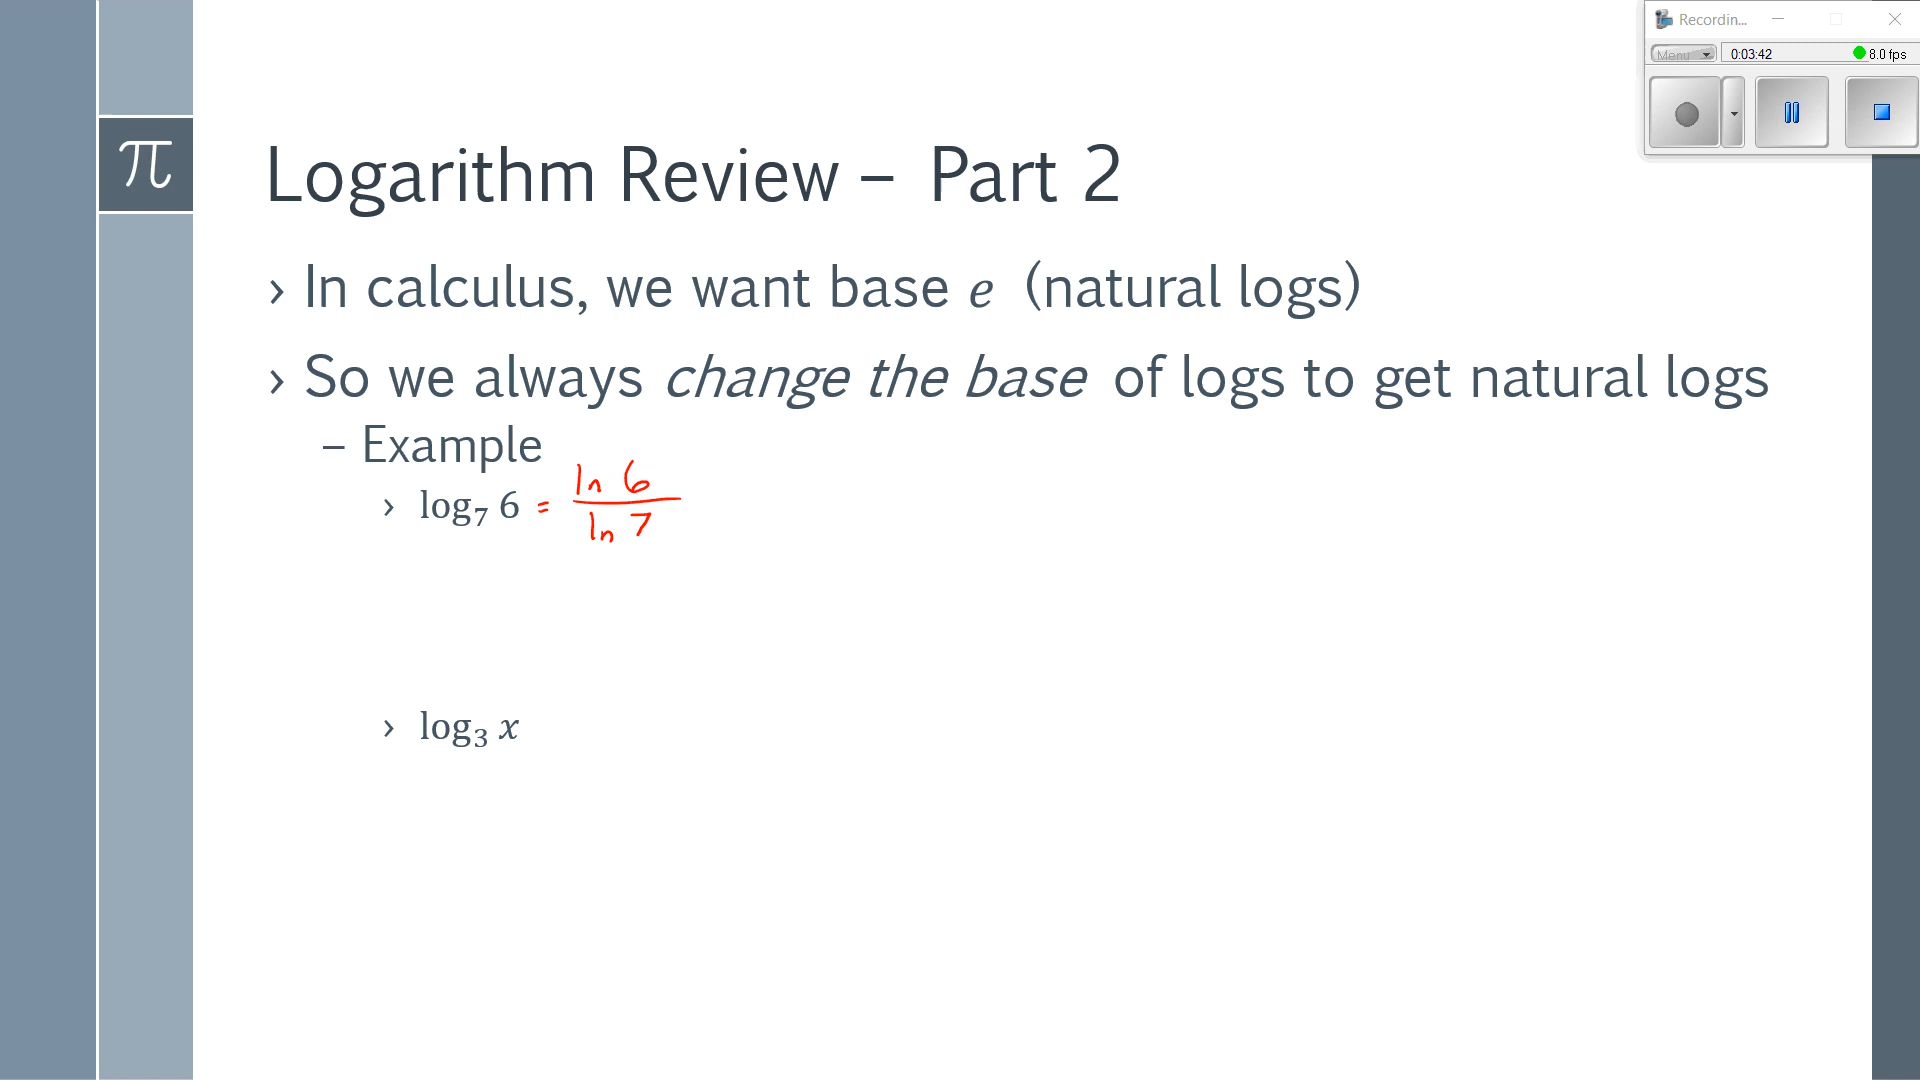 Recordin...
Menu 0:03:42 8.0 fps
π
Logarithm Review – Part 2
› In calculus, we want base e (natural logs)
› So we always change the base of logs to get natural logs
– Example
› log₇ 6 = ln 6 / ln 7
› log₃ x